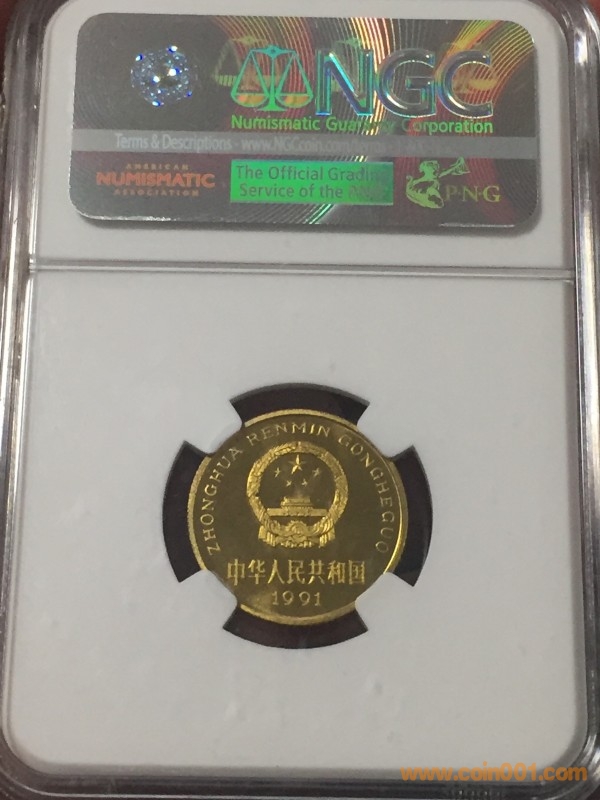 NGC
Numismatic Guaranty Corporation
Terms & Descriptions - www.NGCcoin.com
AMERICAN
NUMISMATIC
ASSOCIATION
The Official Grading
Service of the
P·N·G
ZHONGHUA RENMIN GONGHEGUO
中华人民共和国
1991
www.coin001.com